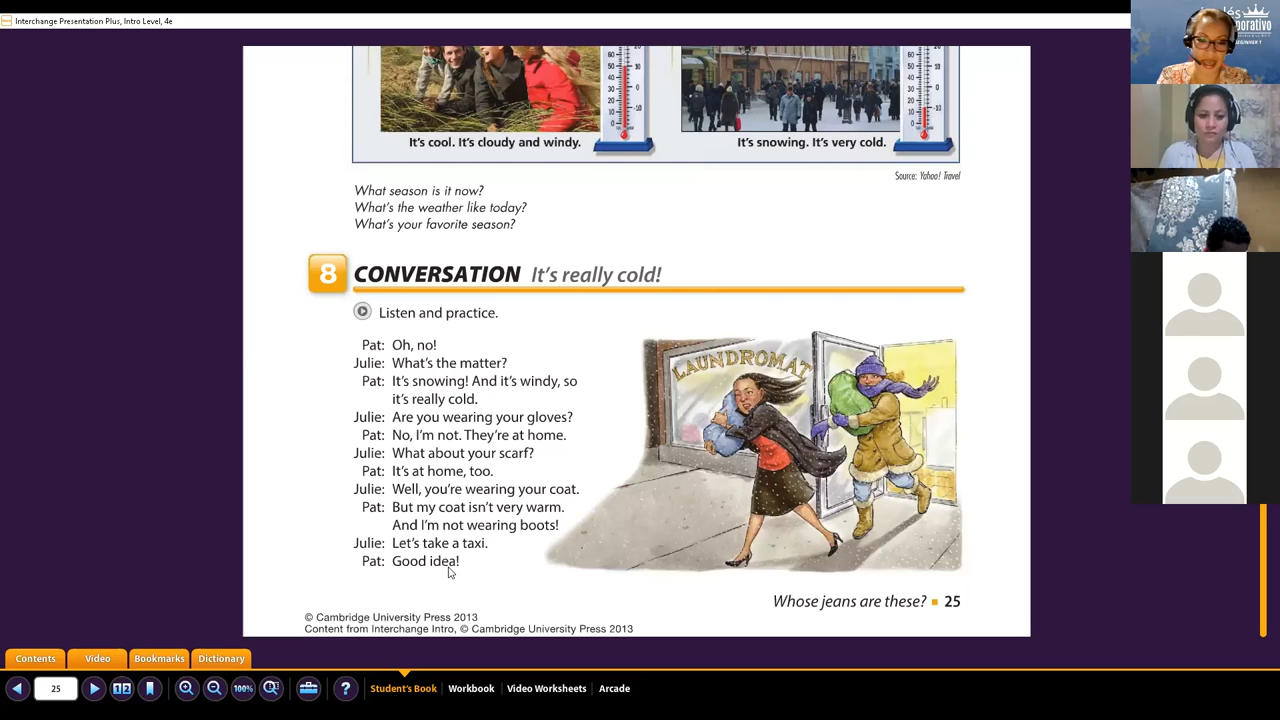 Interchange Presentation Plus, Intro Level, 4e
It's cool. It's cloudy and windy.
It's snowing. It's very cold.
Source: Yahoo! Travel
What season is it now?
What's the weather like today?
What's your favorite season?
8 CONVERSATION It's really cold!
Listen and practice.
Pat: Oh, no!
Julie: What's the matter?
Pat: It's snowing! And it's windy, so
it's really cold.
Julie: Are you wearing your gloves?
Pat: No, I'm not. They're at home.
Julie: What about your scarf?
Pat: It's at home, too.
Julie: Well, you're wearing your coat.
Pat: But my coat isn't very warm.
And I'm not wearing boots!
Julie: Let's take a taxi.
Pat: Good idea!
LAUNDROMAT
Whose jeans are these? ■ 25
© Cambridge University Press 2013
Content from Interchange Intro, © Cambridge University Press 2013
Contents Video Bookmarks Dictionary
25 1 2 100% ? Student's Book Workbook Video Worksheets Arcade